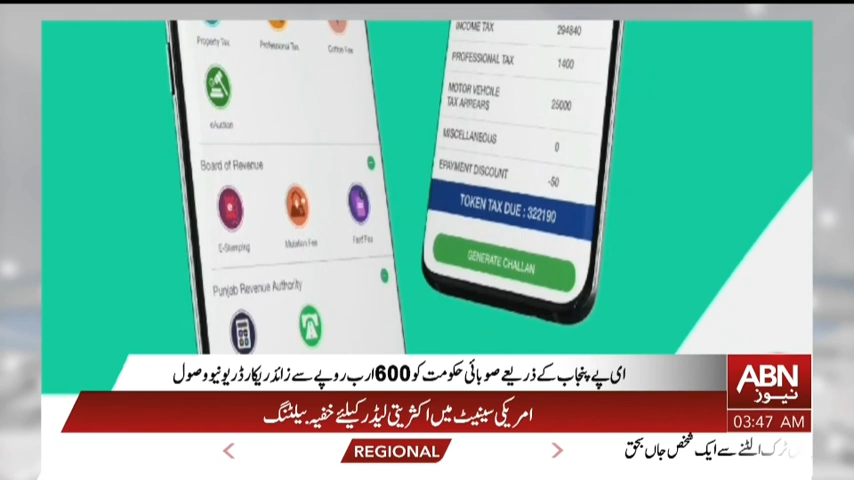 Property Tax
Professional Tax
Cotton Fee
eAuction
Board of Revenue
E-Stamping
Mutation Fee
Fard Fee
Punjab Revenue Authority
INCOME TAX 294840
PROFESSIONAL TAX 1400
MOTOR VEHICLE TAX ARREARS 25000
MISCELLANEOUS 0
EPAYMENT DISCOUNT -50
TOKEN TAX DUE : 322190
GENERATE CHALLAN
ای پے پنجاب کے ذریعے صوبائی حکومت کو 600 ارب روپے سے زائد ریکارڈ ریونیو وصول
امریکی سینیٹ میں اکثریتی لیڈر کیلئے خفیہ بیلٹنگ
ABN
نیوز
03:47 AM
REGIONAL
ٹرک الٹنے سے ایک شخص جاں بحق